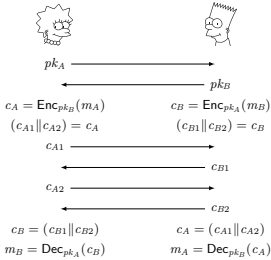 pk_A
pk_B
c_A = Enc_{pk_B}(m_A) c_B = Enc_{pk_A}(m_B)
(c_{A1}||c_{A2}) = c_A (c_{B1}||c_{B2}) = c_B
c_{A1}
c_{B1}
c_{A2}
c_{B2}
c_B = (c_{B1}||c_{B2}) c_A = (c_{A1}||c_{A2})
m_B = Dec_{pk_A}(c_B) m_A = Dec_{pk_B}(c_A)